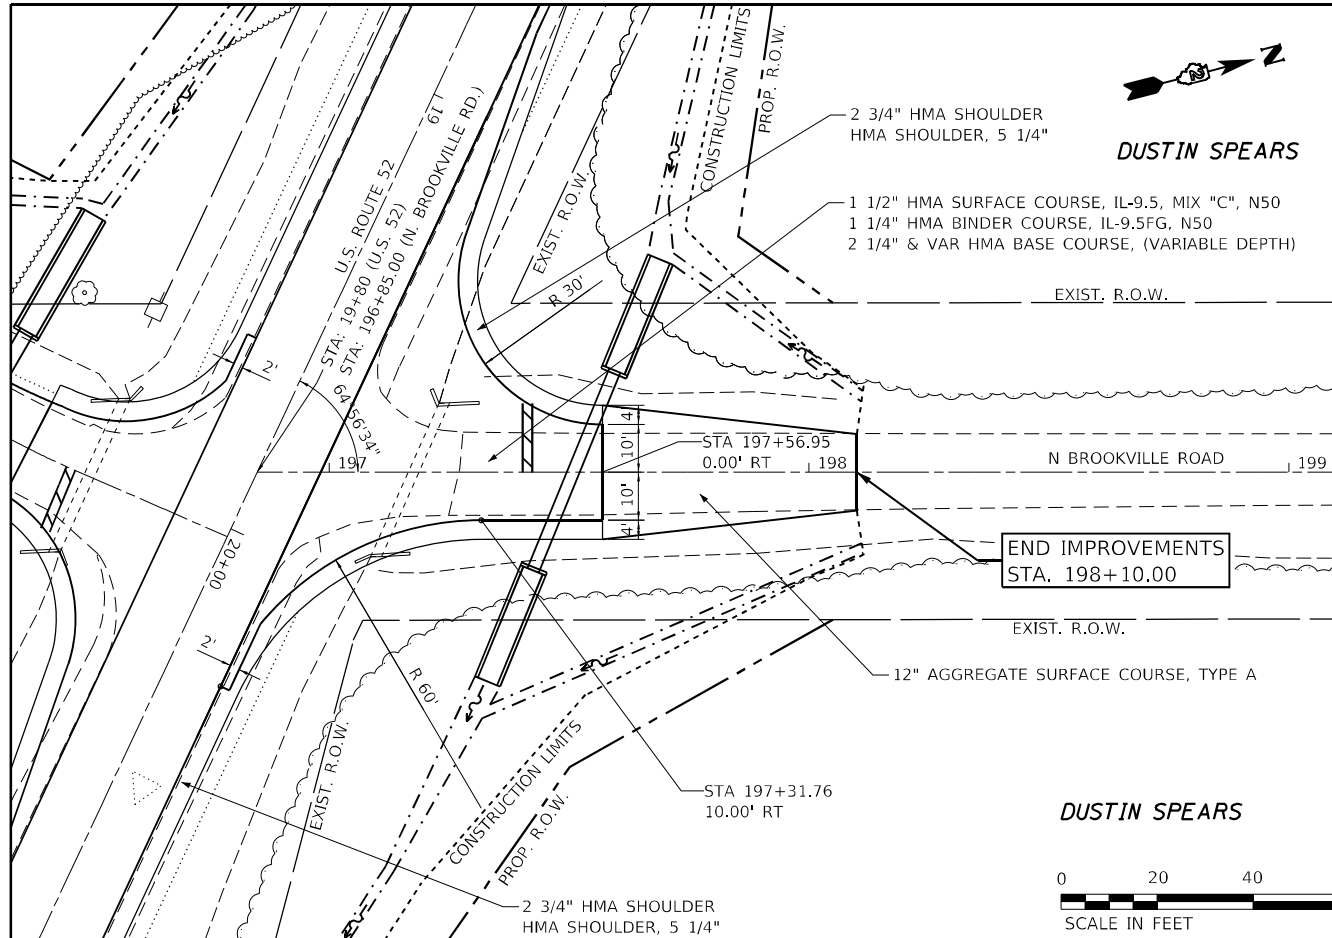 CONSTRUCTION LIMITS
PROP. R.O.W.
N
2
DUSTIN SPEARS
2 3/4" HMA SHOULDER
HMA SHOULDER, 5 1/4"
1 1/2" HMA SURFACE COURSE, IL-9.5, MIX "C", N50
1 1/4" HMA BINDER COURSE, IL-9.5FG, N50
2 1/4" & VAR HMA BASE COURSE, (VARIABLE DEPTH)
19
U.S. ROUTE 52
STA: 19+80 (U.S. 52)
STA: 196+85.00 (N. BROOKVILLE RD.)
EXIST. R.O.W.
R 30'
EXIST. R.O.W.
2'
64°56'34"
4'
10'
10'
4'
STA 197+56.95
0.00' RT
197
198
N BROOKVILLE ROAD
199
20+00
END IMPROVEMENTS
STA. 198+10.00
EXIST. R.O.W.
2'
R 60'
12" AGGREGATE SURFACE COURSE, TYPE A
EXIST. R.O.W.
CONSTRUCTION LIMITS
PROP. R.O.W.
STA 197+31.76
10.00' RT
DUSTIN SPEARS
2 3/4" HMA SHOULDER
HMA SHOULDER, 5 1/4"
0 20 40
SCALE IN FEET